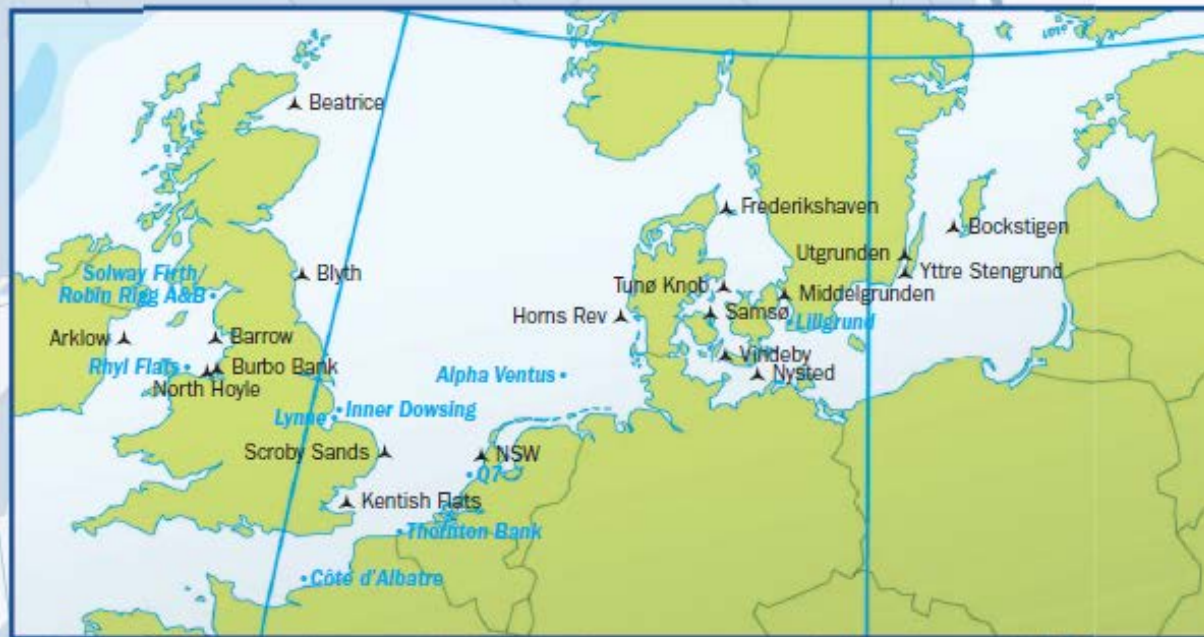 Beatrice
Frederikshaven
Bockstigen
Utgrunden
Yttre Stengrund
Solway Firth/
Robin Rigg A&B
Blyth
Tunø Knob
Middelgrunden
Horns Rev
Samsø
Lillgrund
Arklow
Barrow
Vindeby
Rhyl Flats
Burbo Bank
Alpha Ventus
Nysted
North Hoyle
Inner Dowsing
Lynne
Scroby Sands
NSW
Q7
Kentish Flats
Thornton Bank
Côte d'Albatre